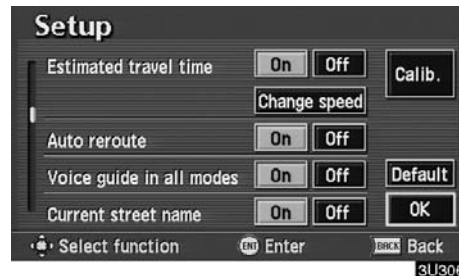 Setup
Estimated travel time On Off Calib.
Change speed
Auto reroute On Off
Voice guide in all modes On Off Default
Current street name On Off OK
Select function ENT Enter BACK Back